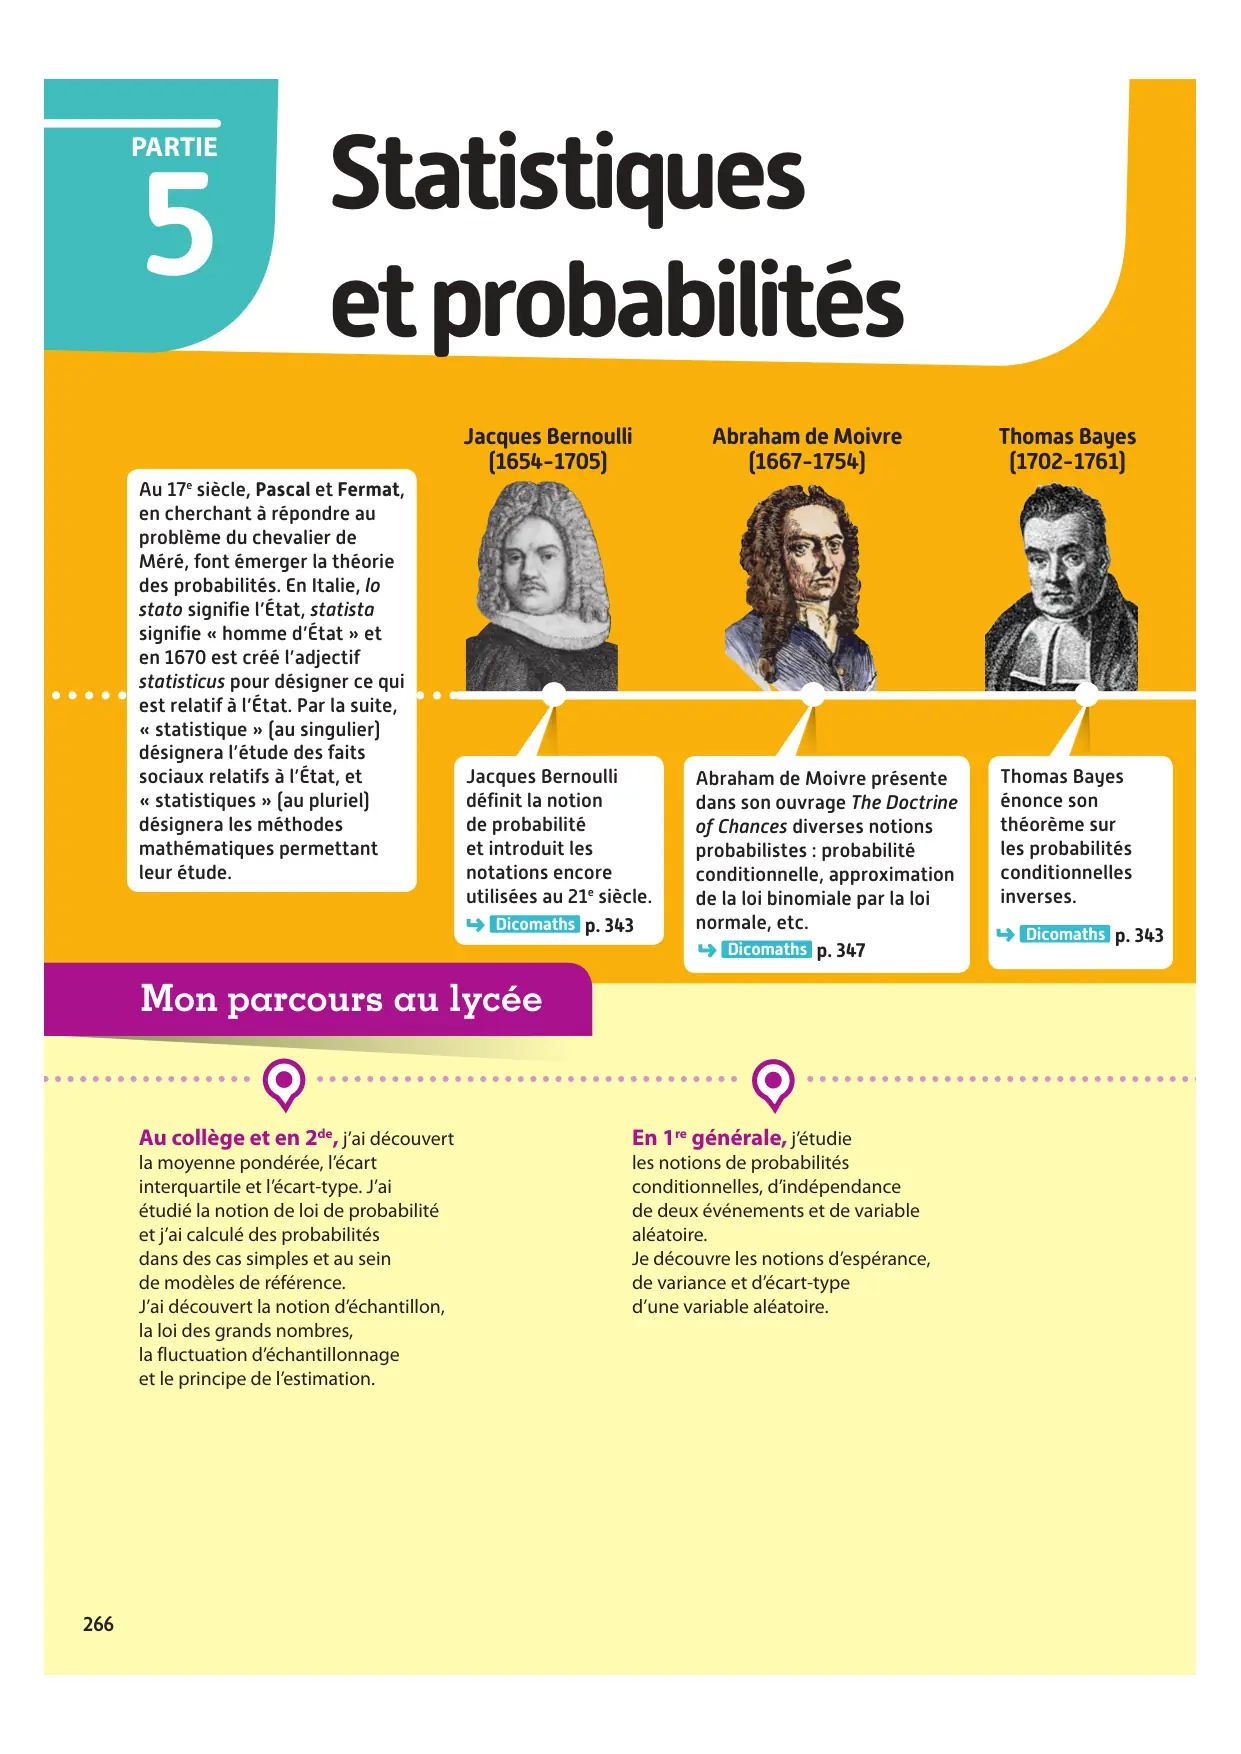 PARTIE
5
Statistiques
et probabilités
Au 17e siècle, Pascal et Fermat,
en cherchant à répondre au
problème du chevalier de
Méré, font émerger la théorie
des probabilités. En Italie, lo
stato signifie l'État, statista
signifie « homme d'État » et
en 1670 est créé l'adjectif
statisticus pour désigner ce qui
est relatif à l'État. Par la suite,
« statistique » (au singulier)
désignera l'étude des faits
sociaux relatifs à l'État, et
« statistiques » (au pluriel)
désignera les méthodes
mathématiques permettant
leur étude.
Jacques Bernoulli
(1654-1705)
Jacques Bernoulli
définit la notion
de probabilité
et introduit les
notations encore
utilisées au 21e siècle.
Dicomaths p. 343
Abraham de Moivre
(1667-1754)
Abraham de Moivre présente
dans son ouvrage The Doctrine
of Chances diverses notions
probabilistes : probabilité
conditionnelle, approximation
de la loi binomiale par la loi
normale, etc.
Dicomaths p. 347
Thomas Bayes
(1702-1761)
Thomas Bayes
énonce son
théorème sur
les probabilités
conditionnelles
inverses.
Dicomaths p. 343
Mon parcours au lycée
Au collège et en 2de, j'ai découvert
la moyenne pondérée, l'écart
interquartile et l'écart-type. J'ai
étudié la notion de loi de probabilité
et j'ai calculé des probabilités
dans des cas simples et au sein
de modèles de référence.
J'ai découvert la notion d'échantillon,
la loi des grands nombres,
la fluctuation d'échantillonnage
et le principe de l'estimation.
En 1re générale, j'étudie
les notions de probabilités
conditionnelles, d'indépendance
de deux événements et de variable
aléatoire.
Je découvre les notions d'espérance,
de variance et d'écart-type
d'une variable aléatoire.
266